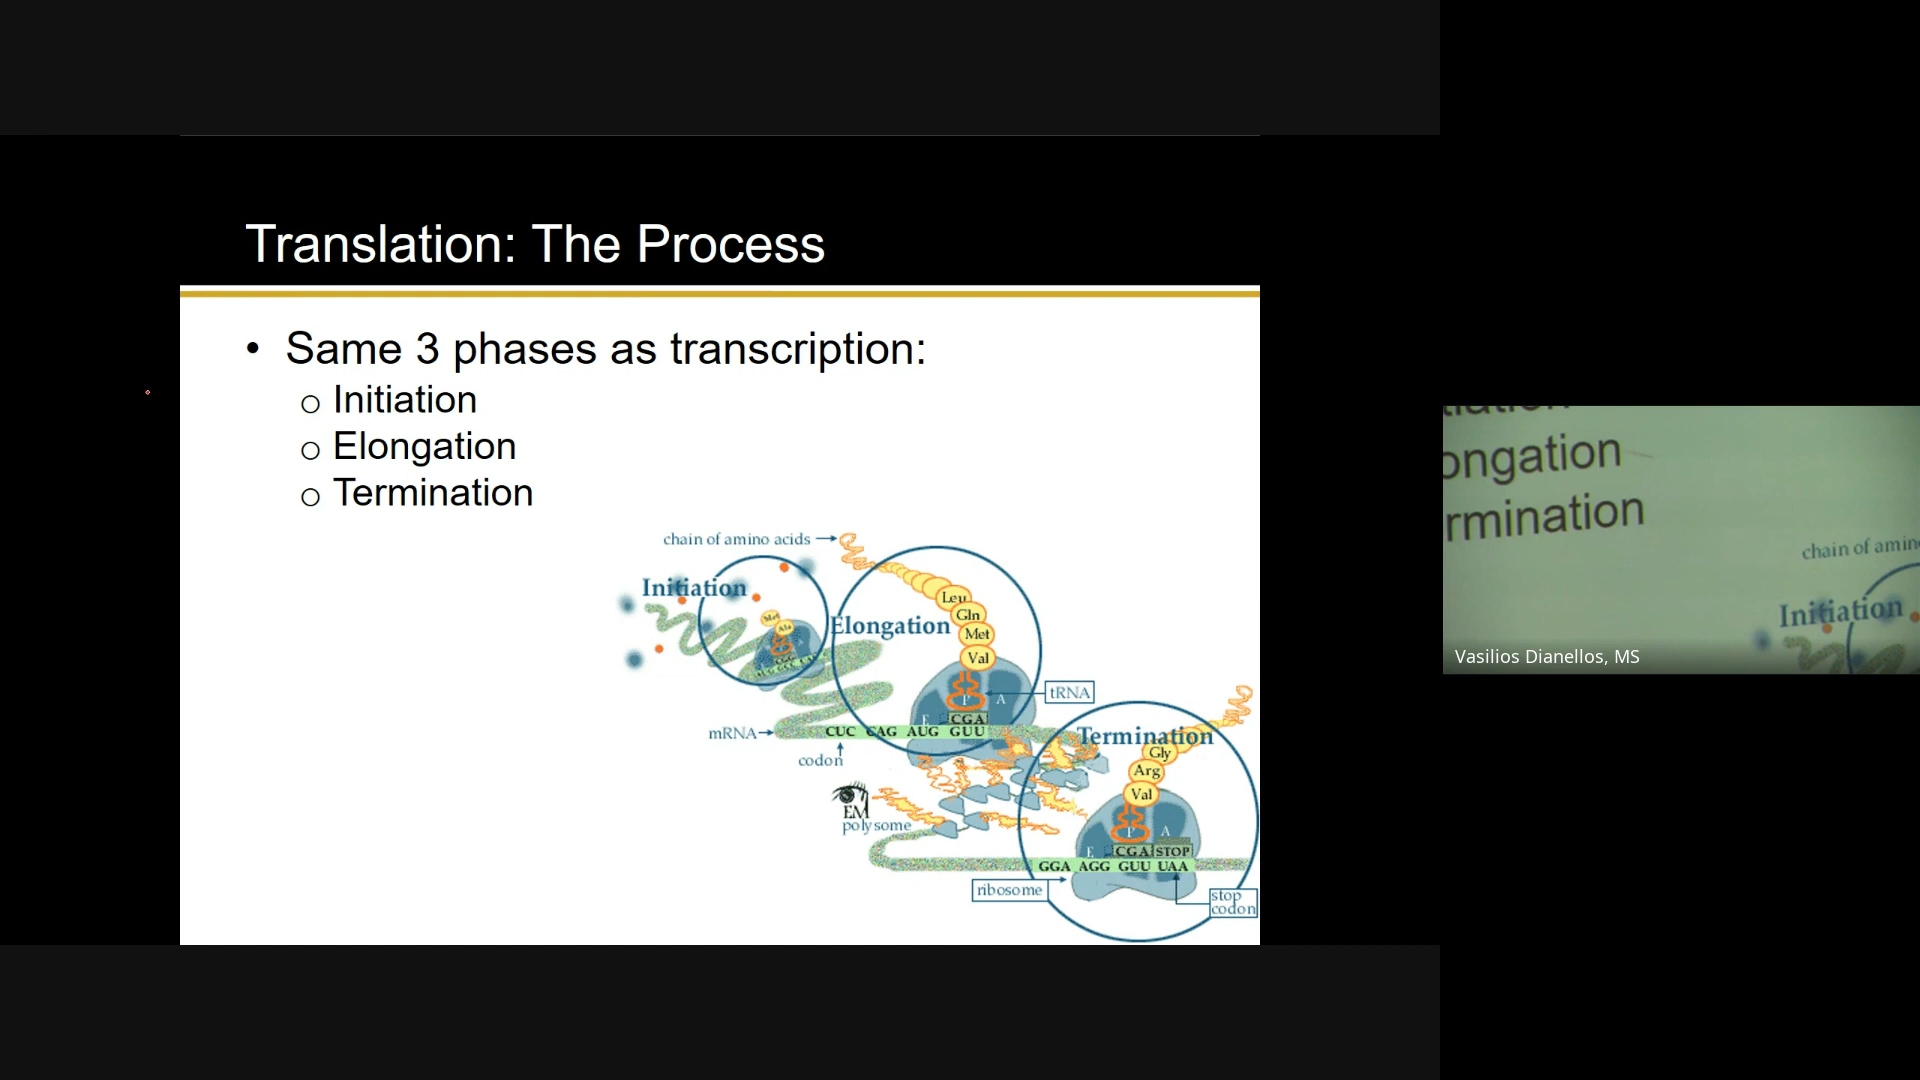 Translation: The Process
• Same 3 phases as transcription:
o Initiation
o Elongation
o Termination
chain of amino acids
Initiation
Met
Ala
Leu
Gln
Elongation
Met
Val
P A
tRNA
E CGA
mRNA
CUC CAG AUG GUU
codon
Termination
Gly
Arg
Val
EM
polysome
P A
E CGA STOP
GGA AGG GUU UAA
ribosome
stop
codon
ongation
rmination
chain of amin
Initiation
Vasilios Dianellos, MS